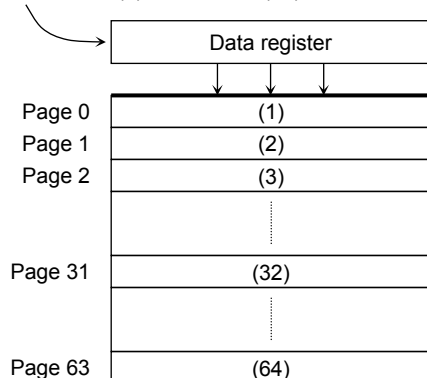 Data register
Page 0 (1)
Page 1 (2)
Page 2 (3)
Page 31 (32)
Page 63 (64)